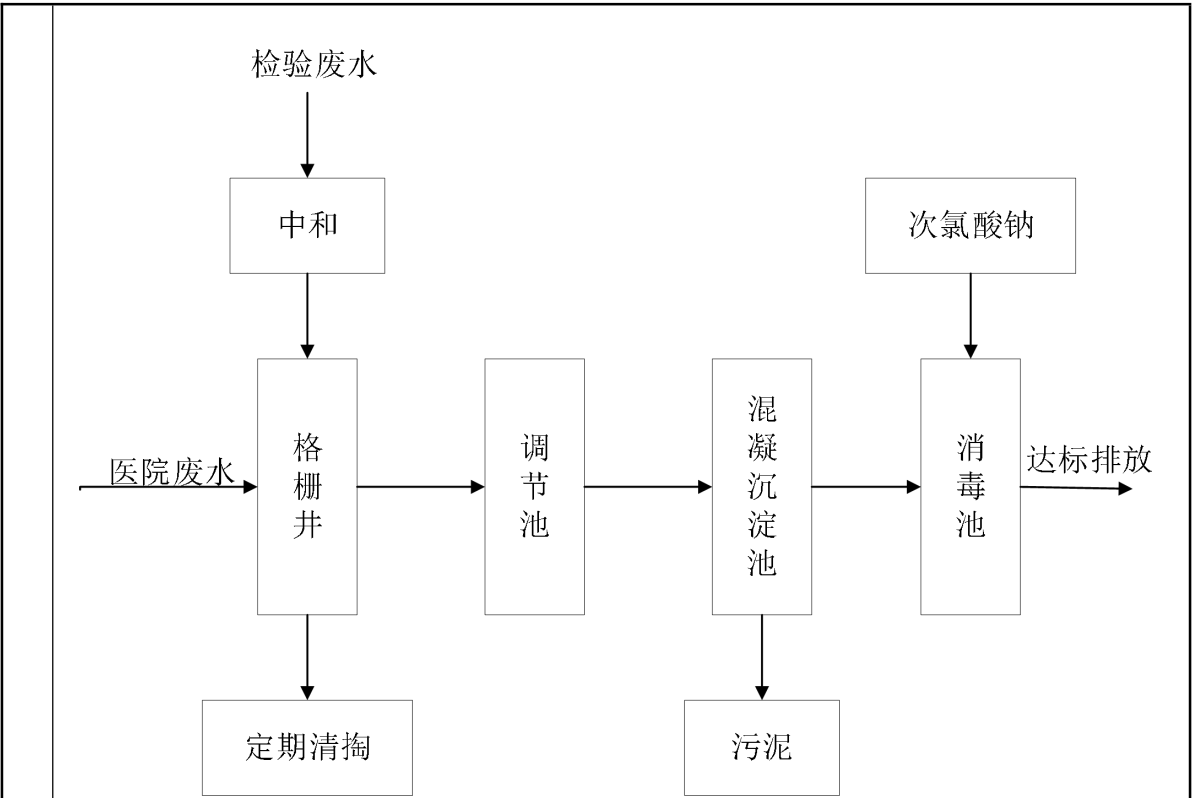 检验废水
中和
次氯酸钠
医院废水
格栅井
调节池
混凝沉淀池
消毒池
达标排放
定期清掏
污泥